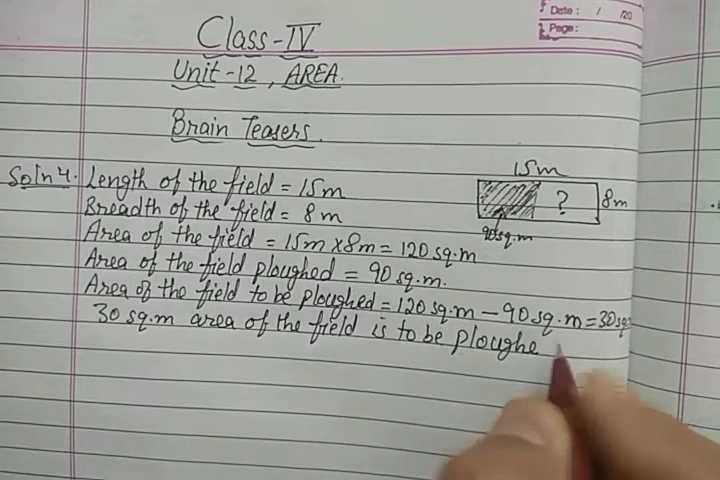 Date: / /20
Page:
Class-IV
Unit-12, AREA.
Brain Teasers.
Soln 4. Length of the field = 15m
Breadth of the field = 8m
Area of the field = 15m x 8m = 120 sq.m
Area of the field ploughed = 90 sq.m.
Area of the field to be ploughed = 120 sq.m - 90 sq.m = 30 sq.
30 sq.m area of the field is to be ploughe
15m
? 8m
90sq.m